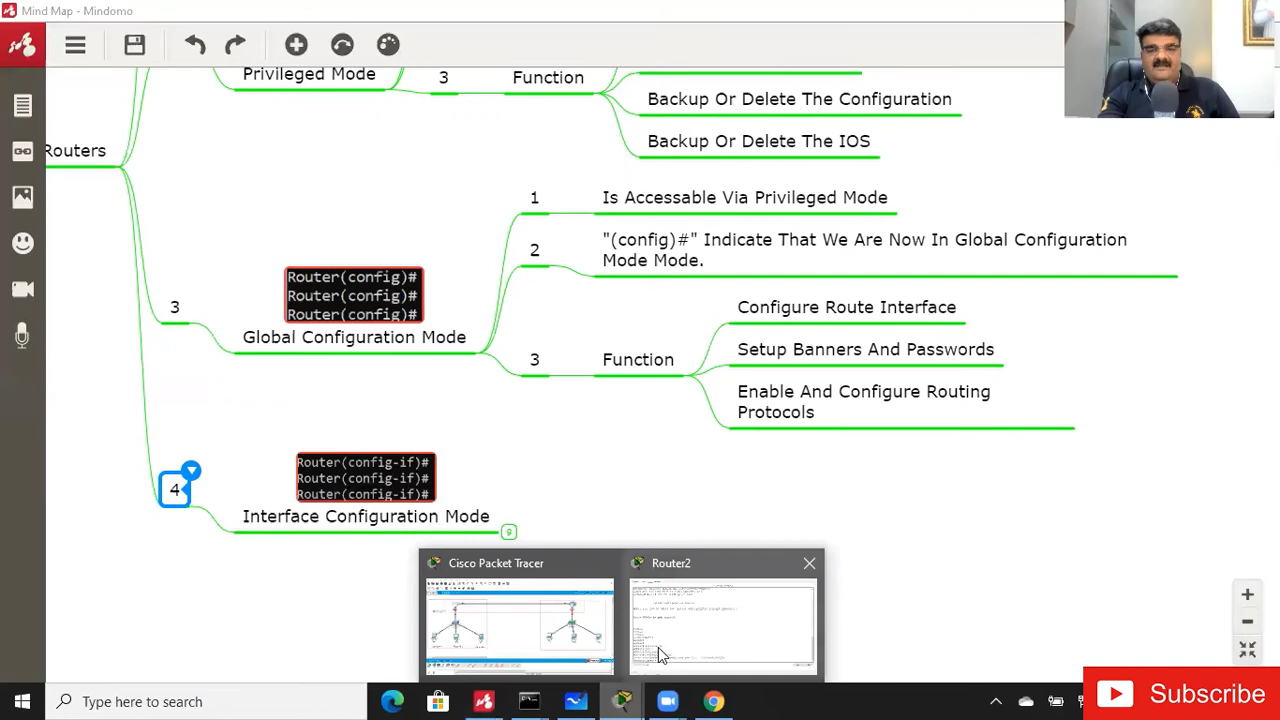 Mind Map - Mindomo
Privileged Mode
3
Function
Backup Or Delete The Configuration
Backup Or Delete The IOS
Routers
1
Is Accessable Via Privileged Mode
2
"(config)#" Indicate That We Are Now In Global Configuration
Mode Mode.
Router(config)#
Router(config)#
Router(config)#
3
Global Configuration Mode
3
Function
Configure Route Interface
Setup Banners And Passwords
Enable And Configure Routing
Protocols
Router(config-if)#
Router(config-if)#
Router(config-if)#
4
Interface Configuration Mode
9
Cisco Packet Tracer
Router2
Type here to search
Subscribe